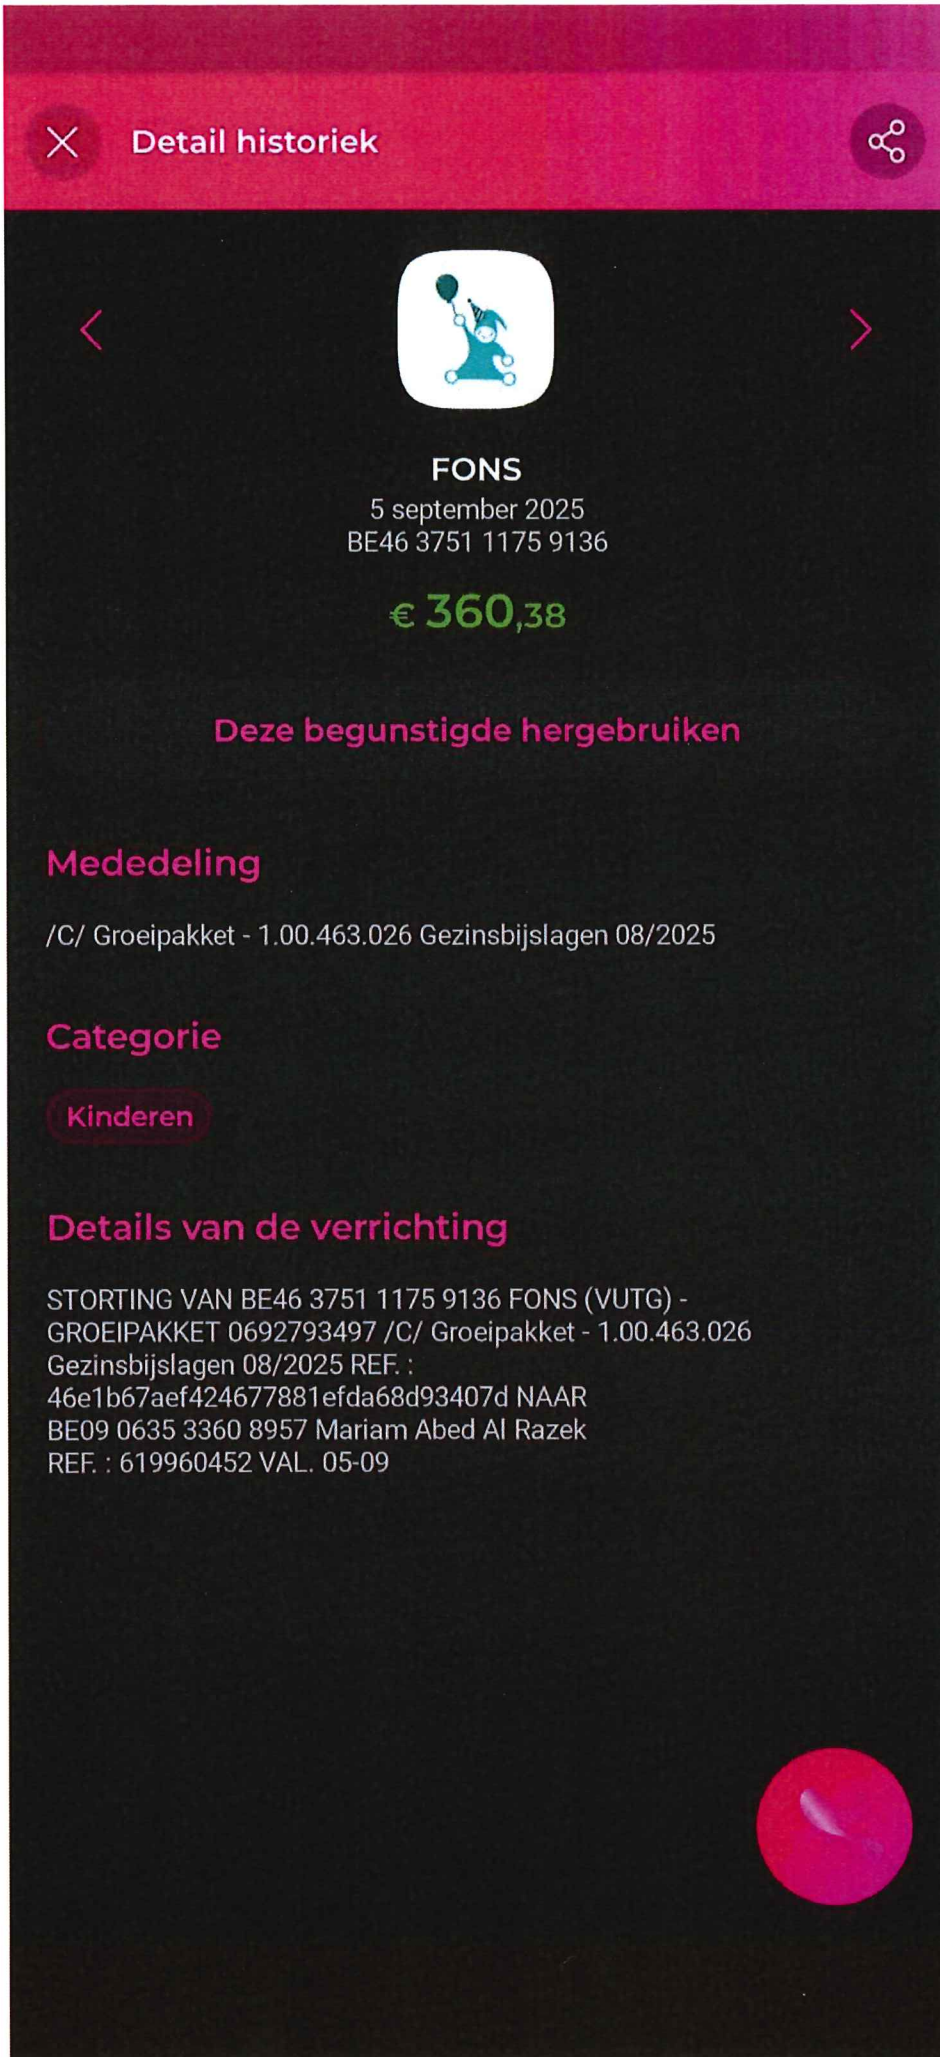 Detail historiek
FONS
5 september 2025
BE46 3751 1175 9136
€ 360,38
Deze begunstigde hergebruiken
Mededeling
/C/ Groeipakket - 1.00.463.026 Gezinsbijslagen 08/2025
Categorie
Kinderen
Details van de verrichting
STORTING VAN BE46 3751 1175 9136 FONS (VUTG) -
GROEIPAKKET 0692793497 /C/ Groeipakket - 1.00.463.026
Gezinsbijslagen 08/2025 REF. :
46e1b67aef424677881efda68d93407d NAAR
BE09 0635 3360 8957 Mariam Abed Al Razek
REF. : 619960452 VAL. 05-09